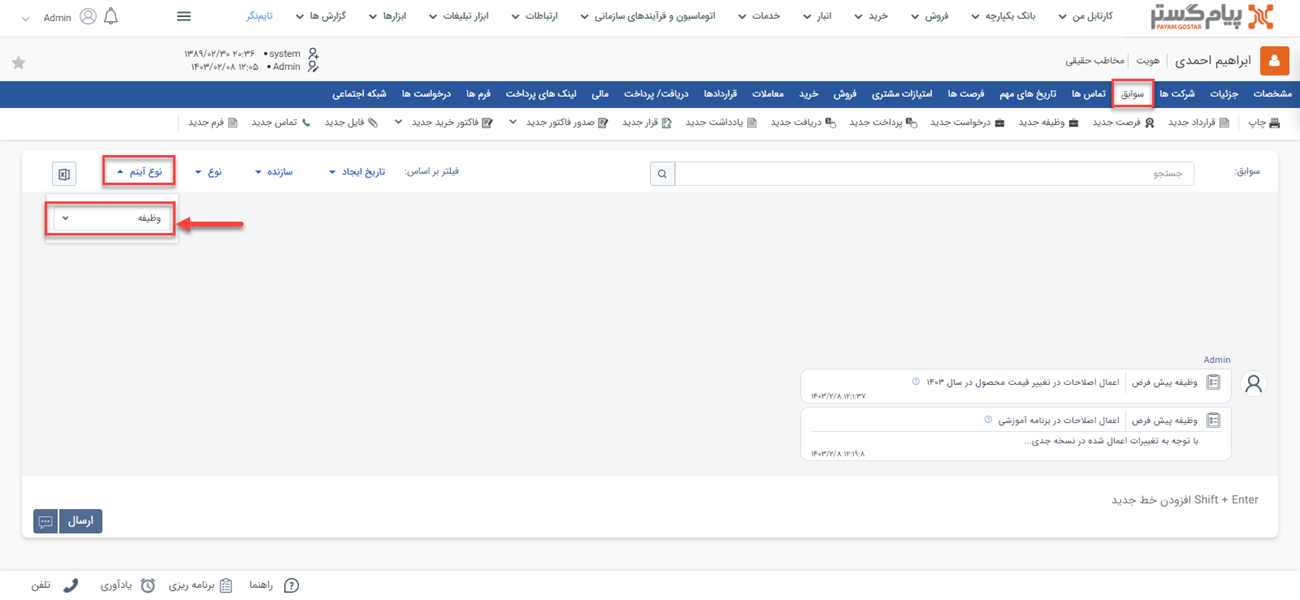 پیام‌گستر
PAYAM GOSTAR
کارتابل من بانک یکپارچه فروش خرید انبار خدمات اتوماسیون و فرآیندهای سازمانی ارتباطات ابزار تبلیغات ابزارها گزارش ها تایم‌نگر Admin
ابراهیم احمدی هویت مخاطب حقیقی
system • ۱۳۸۹/۰۲/۳۰ ۲۰:۳۶
Admin • ۱۴۰۳/۰۲/۰۸ ۱۲:۰۵
مشخصات جزئیات شرکت ها سوابق تماس ها تاریخ های مهم فرصت ها امتیازات مشتری فروش خرید معاملات قراردادها دریافت/ پرداخت مالی لینک های پرداخت فرم ها درخواست ها شبکه اجتماعی
چاپ قرارداد جدید فرصت جدید وظیفه جدید درخواست جدید پرداخت جدید دریافت جدید یادداشت جدید قرار جدید صدور فاکتور جدید فاکتور خرید جدید فایل جدید تماس جدید فرم جدید
سوابق: جستجو فیلتر بر اساس: تاریخ ایجاد سازنده نوع نوع آیتم
وظیفه
Admin
وظیفه پیش فرض اعمال اصلاحات در تغییر قیمت محصول در سال ۱۴۰۳
۱۴۰۳/۲/۸ ۱۲:۱:۳۷
وظیفه پیش فرض اعمال اصلاحات در برنامه آموزشی
با توجه به تغییرات اعمال شده در نسخه جدی...
۱۴۰۳/۲/۸ ۱۲:۱۹:۸
Shift + Enter افزودن خط جدید
ارسال
راهنما برنامه ریزی یادآوری تلفن